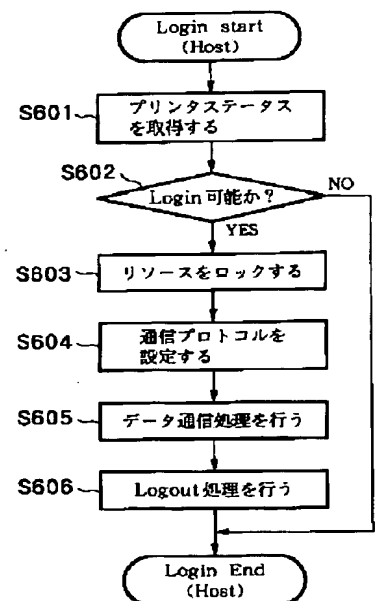 Login start
(Host)
S601
プリンタステータス
を取得する
S602
Login 可能か?
NO
YES
S603
リソースをロックする
S604
通信プロトコルを
設定する
S605
データ通信処理を行う
S606
Logout 処理を行う
Login End
(Host)